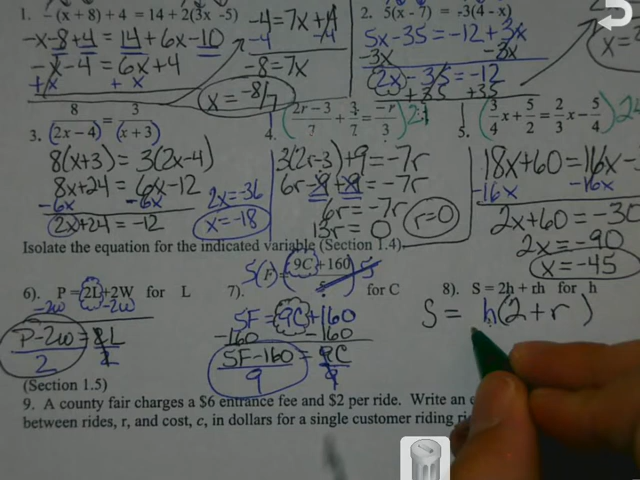 1. -(x + 8) + 4 = 14 + 2(3x -5)
-x-8+4 = 14+6x-10
-x-4 = 6x+4
+x +x
-4=7x+4
-4 -4
-8=7x
x = -8/7
2. 5(x - 7) = -3(4 - x)
5x-35=-12+3x
-3x -3x
2x-35=-12
+35 +35
3. 8/(2x – 4) = 3/(x + 3)
8(x+3) = 3(2x-4)
8x+24 = 6x-12
-6x -6x
2x+24 = -12
2x=-36
x=-18
4. (2r – 3)/7 + 3/7 = -r/3
3(2r-3)+9=-7r
6r-9+9=-7r
6r=-7r
13r=0
r=0
5. (3/4 x + 5/2 = 2/3 x – 5/4)
18x+60=16x-
-16x -16x
2x+60=-30
2x=-90
x=-45
Isolate the equation for the indicated variable (Section 1.4).
6). P=2L+2W for L
-2w -2w
P-2w=2L
2 2
7). 5(F)=(9C+160)/5 5 for C
5F=9C+160
-160 -160
5F-160=9C
9 9
8). S = 2h + rh for h
S = h(2+r)
(Section 1.5)
9. A county fair charges a $6 entrance fee and $2 per ride. Write an
between rides, r, and cost, c, in dollars for a single customer riding